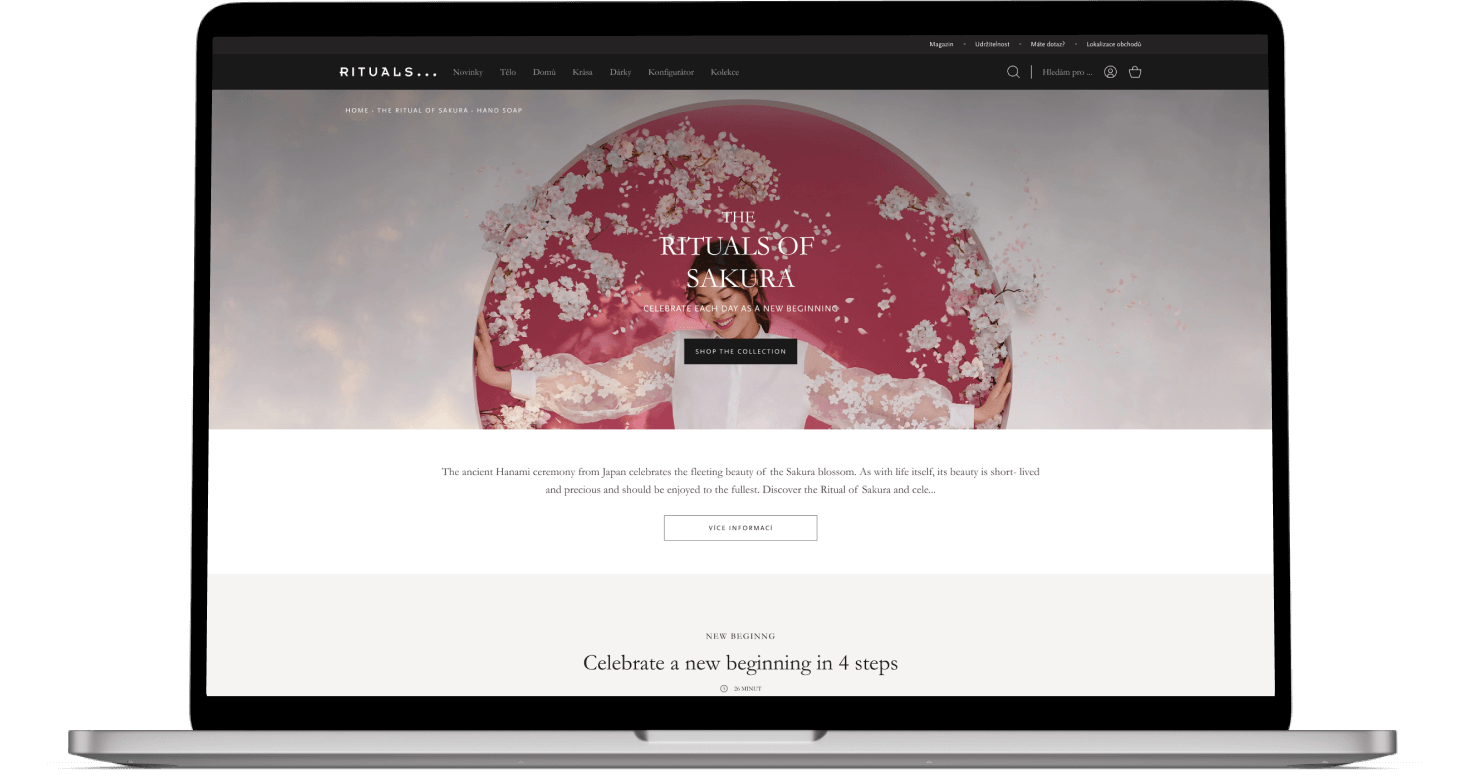 Magazín - Udržitelnost - Máte dotaz? - Lokalizace obchodů
RITUALS...
Novinky Tělo Domů Krása Dárky Konfigurátor Kolekce
Hledám pro ...
HOME - THE RITUAL OF SAKURA - HAND SOAP
THE
RITUALS OF
SAKURA
CELEBRATE EACH DAY AS A NEW BEGINNING
SHOP THE COLLECTION
The ancient Hanami ceremony from Japan celebrates the fleeting beauty of the Sakura blossom. As with life itself, its beauty is short- lived
and precious and should be enjoyed to the fullest. Discover the Ritual of Sakura and cele...
VÍCE INFORMACÍ
NEW BEGINNG
Celebrate a new beginning in 4 steps
26 MINUT